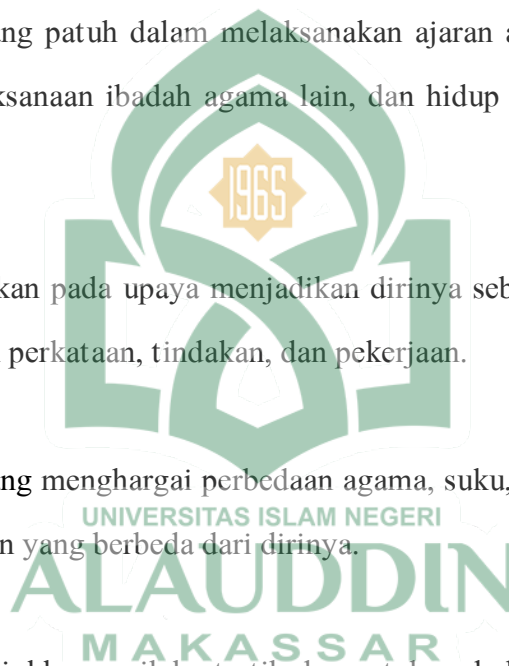 ng patuh dalam melaksanakan ajaran a
ksanaan ibadah agama lain, dan hidup
1965
kan pada upaya menjadikan dirinya seb
perkataan, tindakan, dan pekerjaan.
ng menghargai perbedaan agama, suku,
UNIVERSITAS ISLAM NEGERI
n yang berbeda dari dirinya.
ALAUDDIN
MAKASSAR